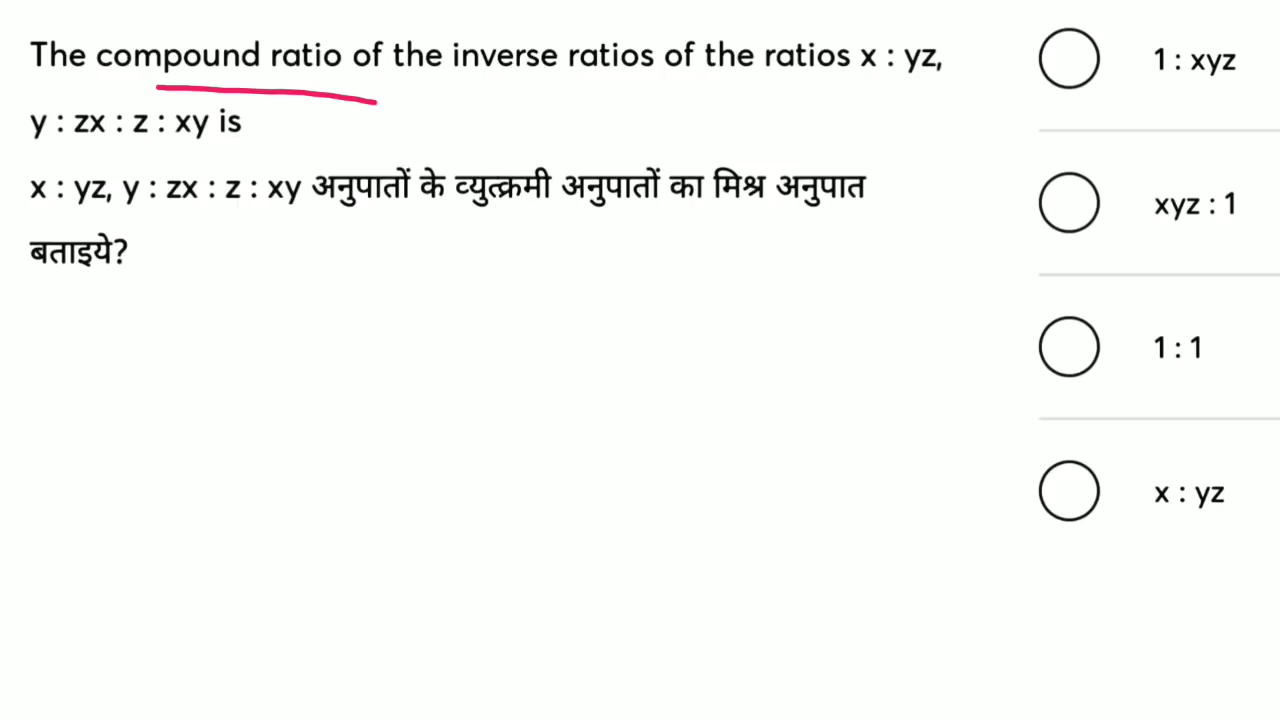 The compound ratio of the inverse ratios of the ratios x : yz,
y : zx : z : xy is
x : yz, y : zx : z : xy अनुपातों के व्युत्क्रमी अनुपातों का मिश्र अनुपात
बताइये?
1 : xyz
xyz : 1
1 : 1
x : yz